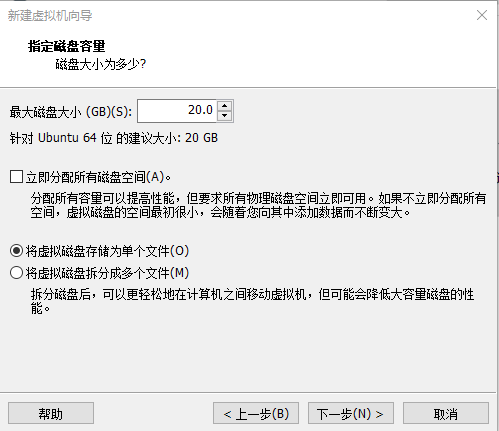 新建虚拟机向导
指定磁盘容量
磁盘大小为多少?
最大磁盘大小 (GB)(S): 20.0
针对 Ubuntu 64 位 的建议大小: 20 GB
立即分配所有磁盘空间(A)。
分配所有容量可以提高性能，但要求所有物理磁盘空间立即可用。如果不立即分配所有
空间，虚拟磁盘的空间最初很小，会随着您向其中添加数据而不断变大。
将虚拟磁盘存储为单个文件(O)
将虚拟磁盘拆分成多个文件(M)
拆分磁盘后，可以更轻松地在计算机之间移动虚拟机，但可能会降低大容量磁盘的性
能。
帮助 < 上一步(B) 下一步(N) > 取消